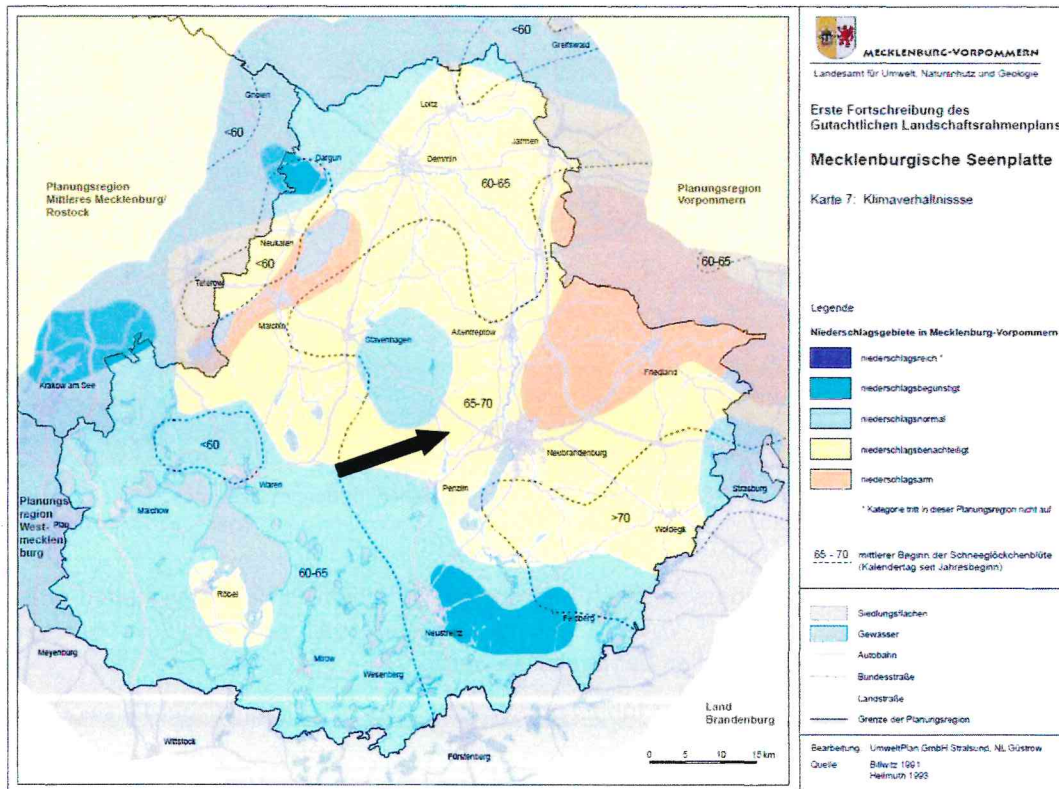 MECKLENBURG-VORPOMMERN
Landesamt für Umwelt, Naturschutz und Geologie
Erste Fortschreibung des
Gutachtlichen Landschaftsrahmenplans
Mecklenburgische Seenplatte
Karte 7: Klimaverhältnissse
Legende
Niederschlagsgebiete in Mecklenburg-Vorpommern
niederschlagsreich *
niederschlagsbegünstigt
niederschlagsnormal
niederschlagsbenachteiligt
niederschlagsarm
* Kategorie tritt in dieser Planungsregion nicht auf
65 - 70 mittlerer Beginn der Schneeglöckchenblüte
(Kalendertag seit Jahresbeginn)
Siedlungsflächen
Gewässer
Autobahn
Bundesstraße
Landstraße
Grenze der Planungsregion
Bearbeitung: UmweltPlan GmbH Stralsund, NL Güstrow
Quelle: Billwitz 1991
Hellmuth 1993
<60
Greifswald
Gnoien
<60
Loitz
Jarmen
Dargun
Demmin
60-65
Planungsregion
Mittleres Mecklenburg/
Rostock
Planungsregion
Vorpommern
Neukalen
<60
Teterow
60-65
Malchin
Stavenhagen
Altentreptow
Friedland
Krakow am See
65-70
<60
Neubrandenburg
Waren
Penzlin
Strasburg
Malchow
Planungs
region
West-
mecklen
burg
Plau
>70
Woldegk
60-65
Röbel
Neustrelitz
Feldberg
Meyenburg
Mirow
Wesenberg
Land
Brandenburg
Wittstock
Fürstenberg
0 5 10 15 km